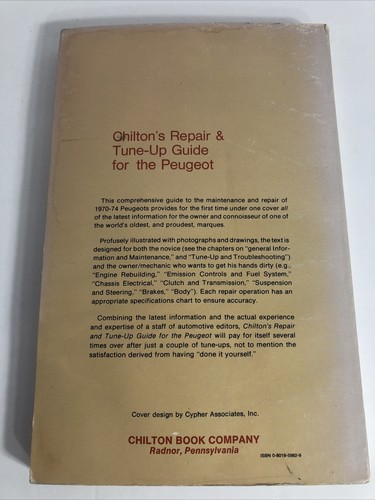 Chilton's Repair &
Tune-Up Guide
for the Peugeot
This comprehensive guide to the maintenance and repair of
1970-74 Peugeots provides for the first time under one cover all
of the latest information for the owner and connoisseur of one of
the world's oldest, and proudest, marques.
Profusely illustrated with photographs and drawings, the text is
designed for both the novice (see the chapters on "general Infor-
mation and Maintenance," and "Tune-Up and Troubleshooting")
and the owner/mechanic who wants to get his hands dirty (e.g.,
"Engine Rebuilding," "Emission Controls and Fuel System,"
"Chassis Electrical," "Clutch and Transmission," "Suspension
and Steering," "Brakes," "Body"). Each repair operation has an
appropriate specifications chart to ensure accuracy.
Combining the latest information and the actual experience
and expertise of a staff of automotive editors, Chilton's Repair
and Tune-Up Guide for the Peugeot will pay for itself several
times over after just a couple of tune-ups, not to mention the
satisfaction derived from having "done it yourself."
Cover design by Cypher Associates, Inc.
CHILTON BOOK COMPANY
Radnor, Pennsylvania
ISBN 0-8019-5982-9